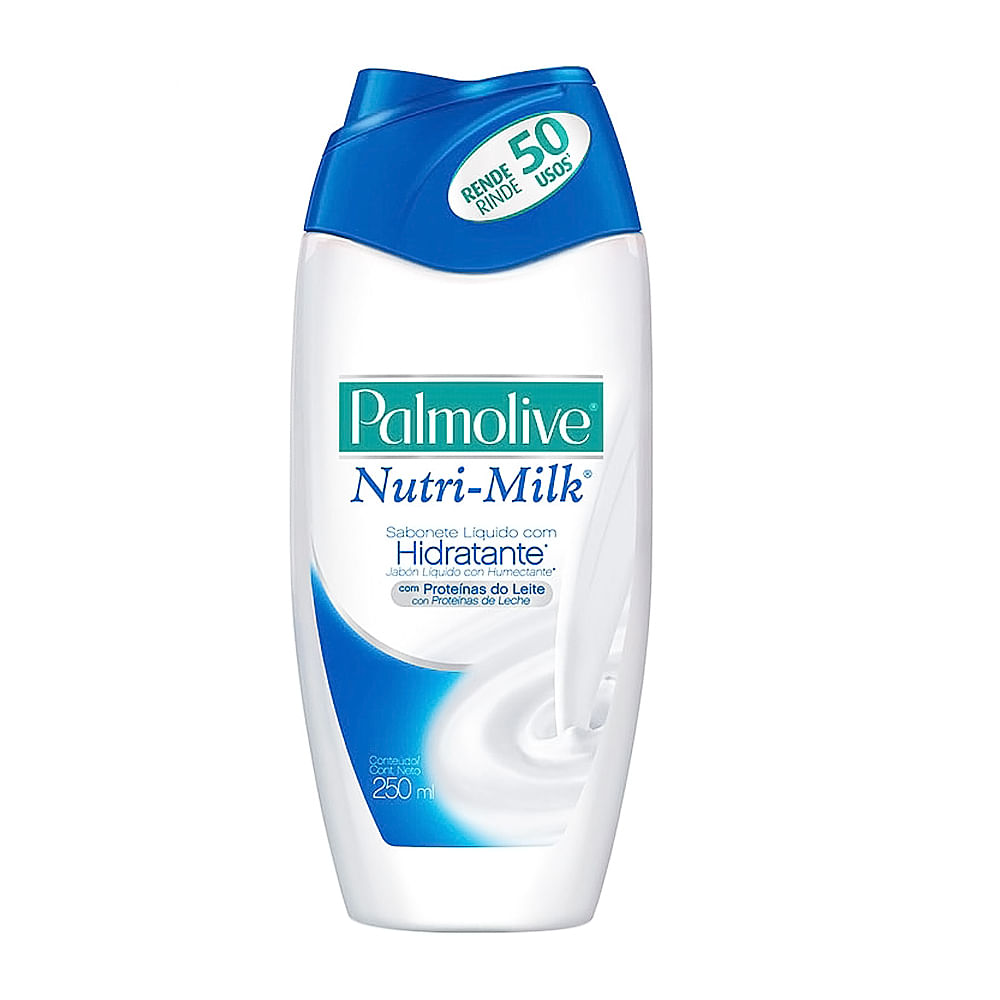 RENDE 50
RINDE USOS*
Palmolive®
Nutri-Milk®
Sabonete Líquido com
Hidratante*
Jabón Líquido con Humectante*
com Proteínas do Leite
con Proteínas de Leche
Conteúdo/
Cont. Neto
250 ml